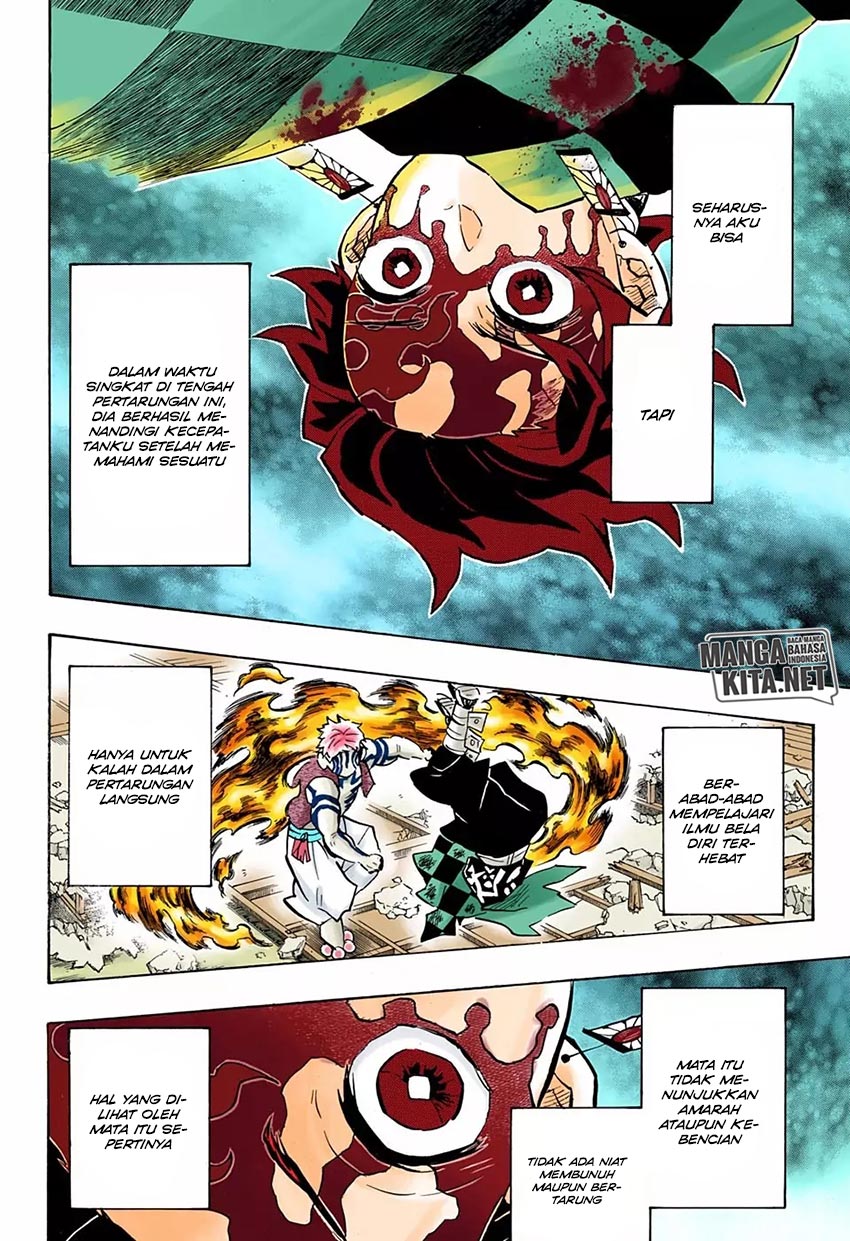 SEHARUS-
NYA AKU
BISA
TAPI
DALAM WAKTU
SINGKAT DI TENGAH
PERTARUNGAN INI,
DIA BERHASIL ME-
NANDINGI KECEPA-
TANKU SETELAH ME-
MAHAMI SESUATU
MANGA
KITA.NET
BACA MANGA
BAHASA
INDONESIA
BER-
ABAD-ABAD
MEMPELAJARI
ILMU BELA
DIRI TER-
HEBAT
HANYA UNTUK
KALAH DALAM
PERTARUNGAN
LANGSUNG
MATA ITU
TIDAK ME-
NUNJUKKAN
AMARAH
ATAUPUN KE-
BENCIAN
TIDAK ADA NIAT
MEMBUNUH
MAUPUN BER-
TARUNG
HAL YANG DI-
LIHAT OLEH
MATA ITU SE-
PERTINYA